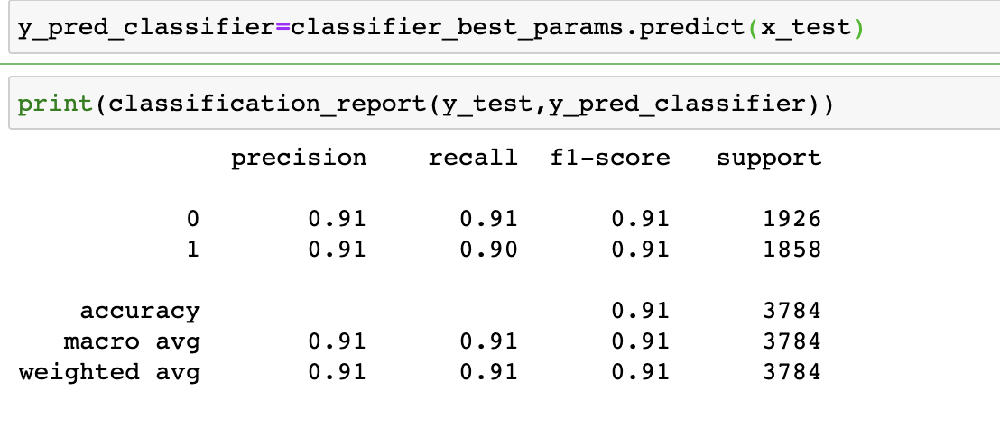 y_pred_classifier=classifier_best_params.predict(x_test)
print(classification_report(y_test,y_pred_classifier))
precision recall f1-score support
0 0.91 0.91 0.91 1926
1 0.91 0.90 0.91 1858
accuracy 0.91 3784
macro avg 0.91 0.91 0.91 3784
weighted avg 0.91 0.91 0.91 3784